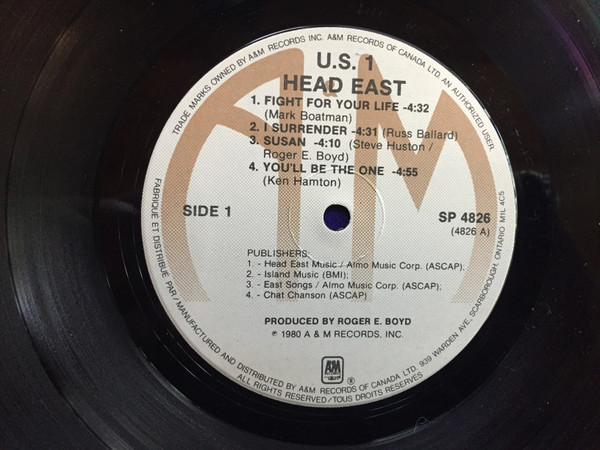 TRADE MARKS OWNED BY A&M RECORDS INC. A&M RECORDS OF CANADA LTD. AN AUTHORIZED USER.
U.S. 1
HEAD EAST
1. FIGHT FOR YOUR LIFE -4:32
(Mark Boatman)
2. I SURRENDER -4:31 (Russ Ballard)
3. SUSAN -4:10 (Steve Huston /
Roger E. Boyd)
4. YOU'LL BE THE ONE -4:55
(Ken Hamton)
SIDE 1
SP 4826
(4826 A)
PUBLISHERS:
1. - Head East Music / Almo Music Corp. (ASCAP);
2. - Island Music (BMI);
3. - East Songs / Almo Music Corp. (ASCAP);
4. - Chat Chanson (ASCAP)
PRODUCED BY ROGER E. BOYD
℗ 1980 A & M RECORDS, INC.
A&M
RECORDS
®
FABRIQUÉ ET DISTRIBUÉ PAR / MANUFACTURED AND DISTRIBUTED BY A&M RECORDS OF CANADA LTD. 939 WARDEN AVE, SCARBOROUGH, ONTARIO M1L 4C5
ALL RIGHTS RESERVED / TOUS DROITS RESERVÉS